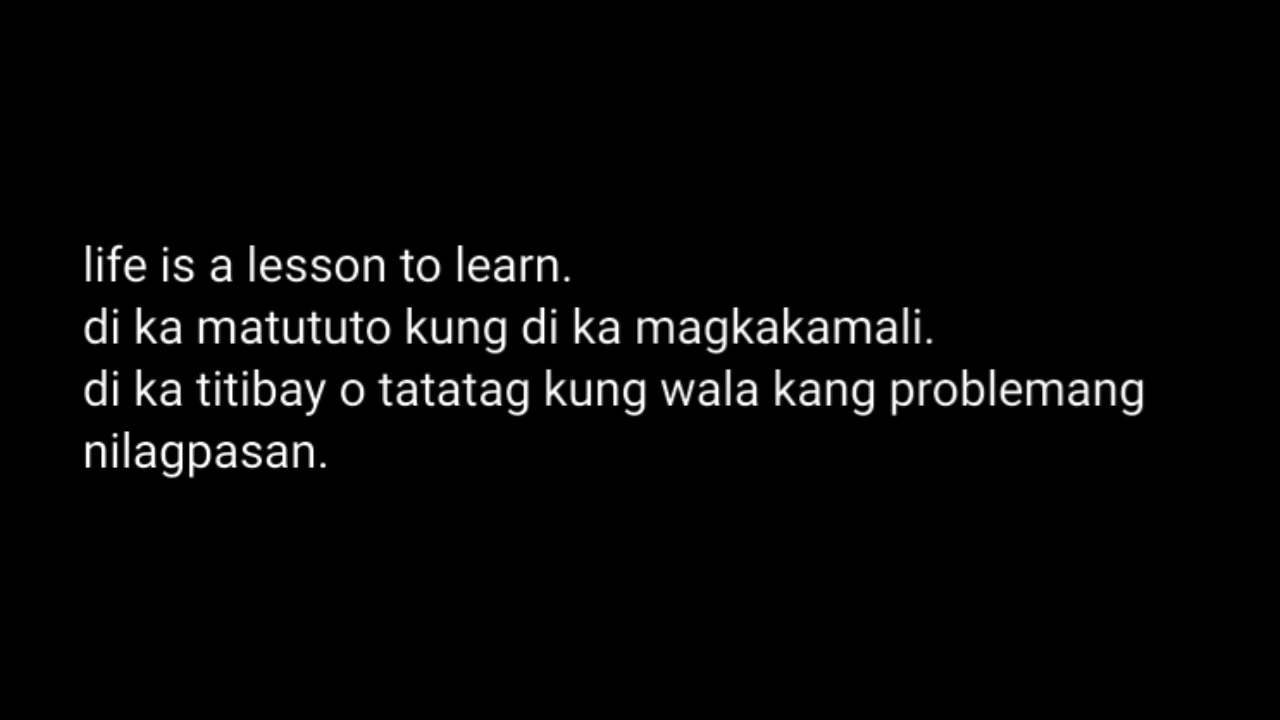 life is a lesson to learn.
di ka matututo kung di ka magkakamali.
di ka titibay o tatatag kung wala kang problemang
nilagpasan.